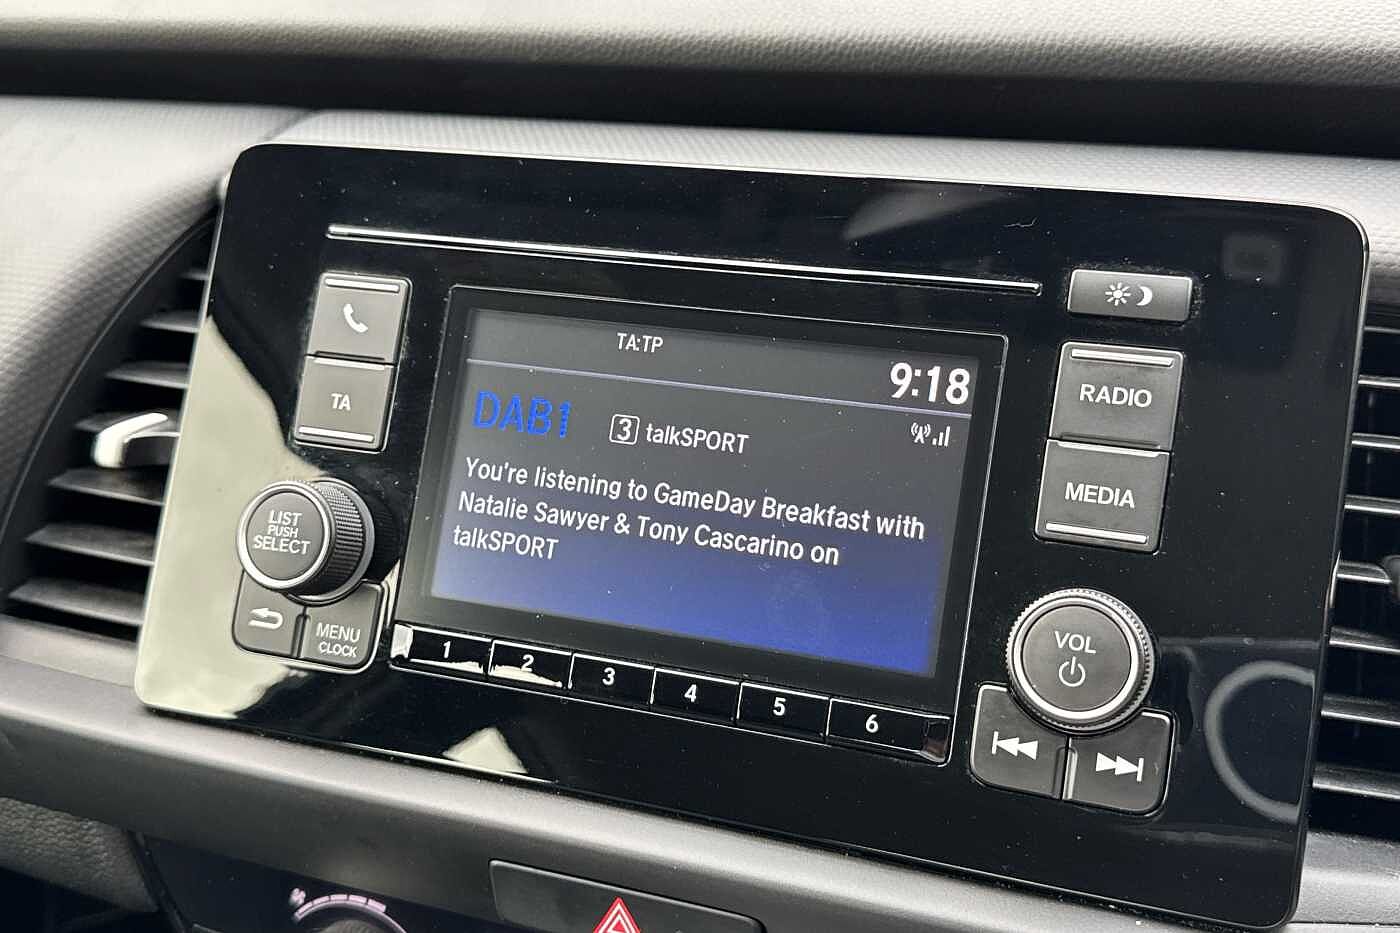 TA:TP
9:18
DAB1
3 talkSPORT
You're listening to GameDay Breakfast with
Natalie Sawyer & Tony Cascarino on
talkSPORT
TA
LIST
PUSH
SELECT
MENU
CLOCK
1 2 3 4 5 6
RADIO
MEDIA
VOL